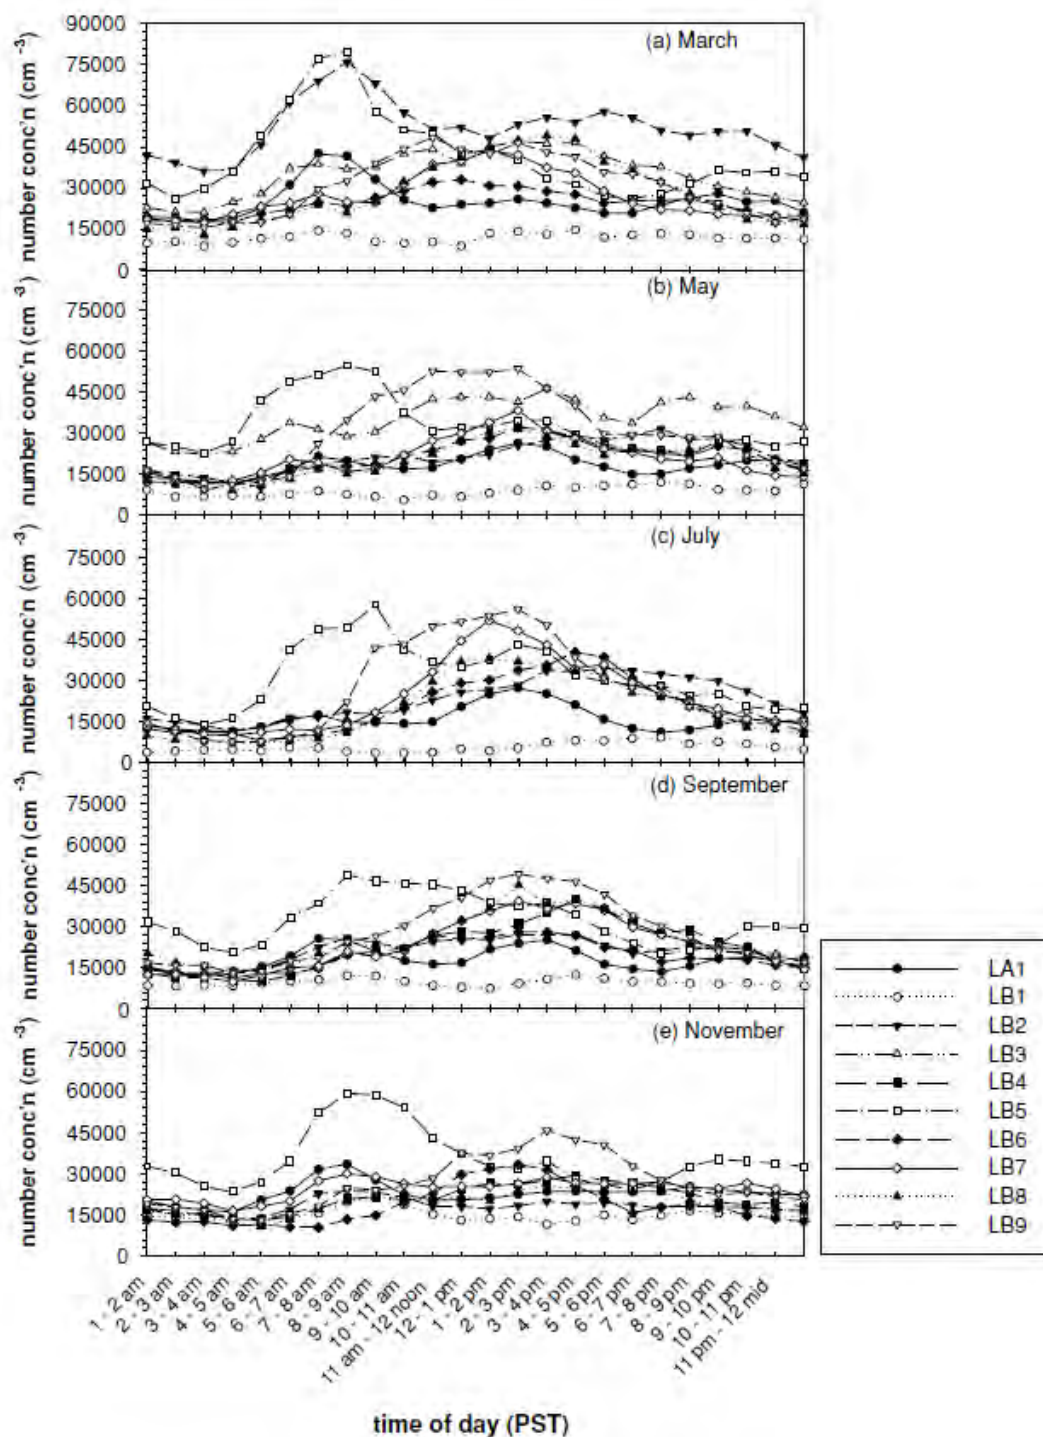 90000
75000
60000
45000
30000
15000
0
number conc'n (cm -3)
(a) March
75000
60000
45000
30000
15000
0
number conc'n (cm -3)
(b) May
75000
60000
45000
30000
15000
0
number conc'n (cm -3)
(c) July
75000
60000
45000
30000
15000
0
number conc'n (cm -3)
(d) September
75000
60000
45000
30000
15000
0
number conc'n (cm -3)
(e) November
LA1
LB1
LB2
LB3
LB4
LB5
LB6
LB7
LB8
LB9
1 - 2 am
2 - 3 am
3 - 4 am
4 - 5 am
5 - 6 am
6 - 7 am
7 - 8 am
8 - 9 am
9 - 10 am
10 - 11 am
11 am - 12 noon
12 - 1 pm
1 - 2 pm
2 - 3 pm
3 - 4 pm
4 - 5 pm
5 - 6 pm
6 - 7 pm
7 - 8 pm
8 - 9 pm
9 - 10 pm
10 - 11 pm
11 pm - 12 mid
time of day (PST)